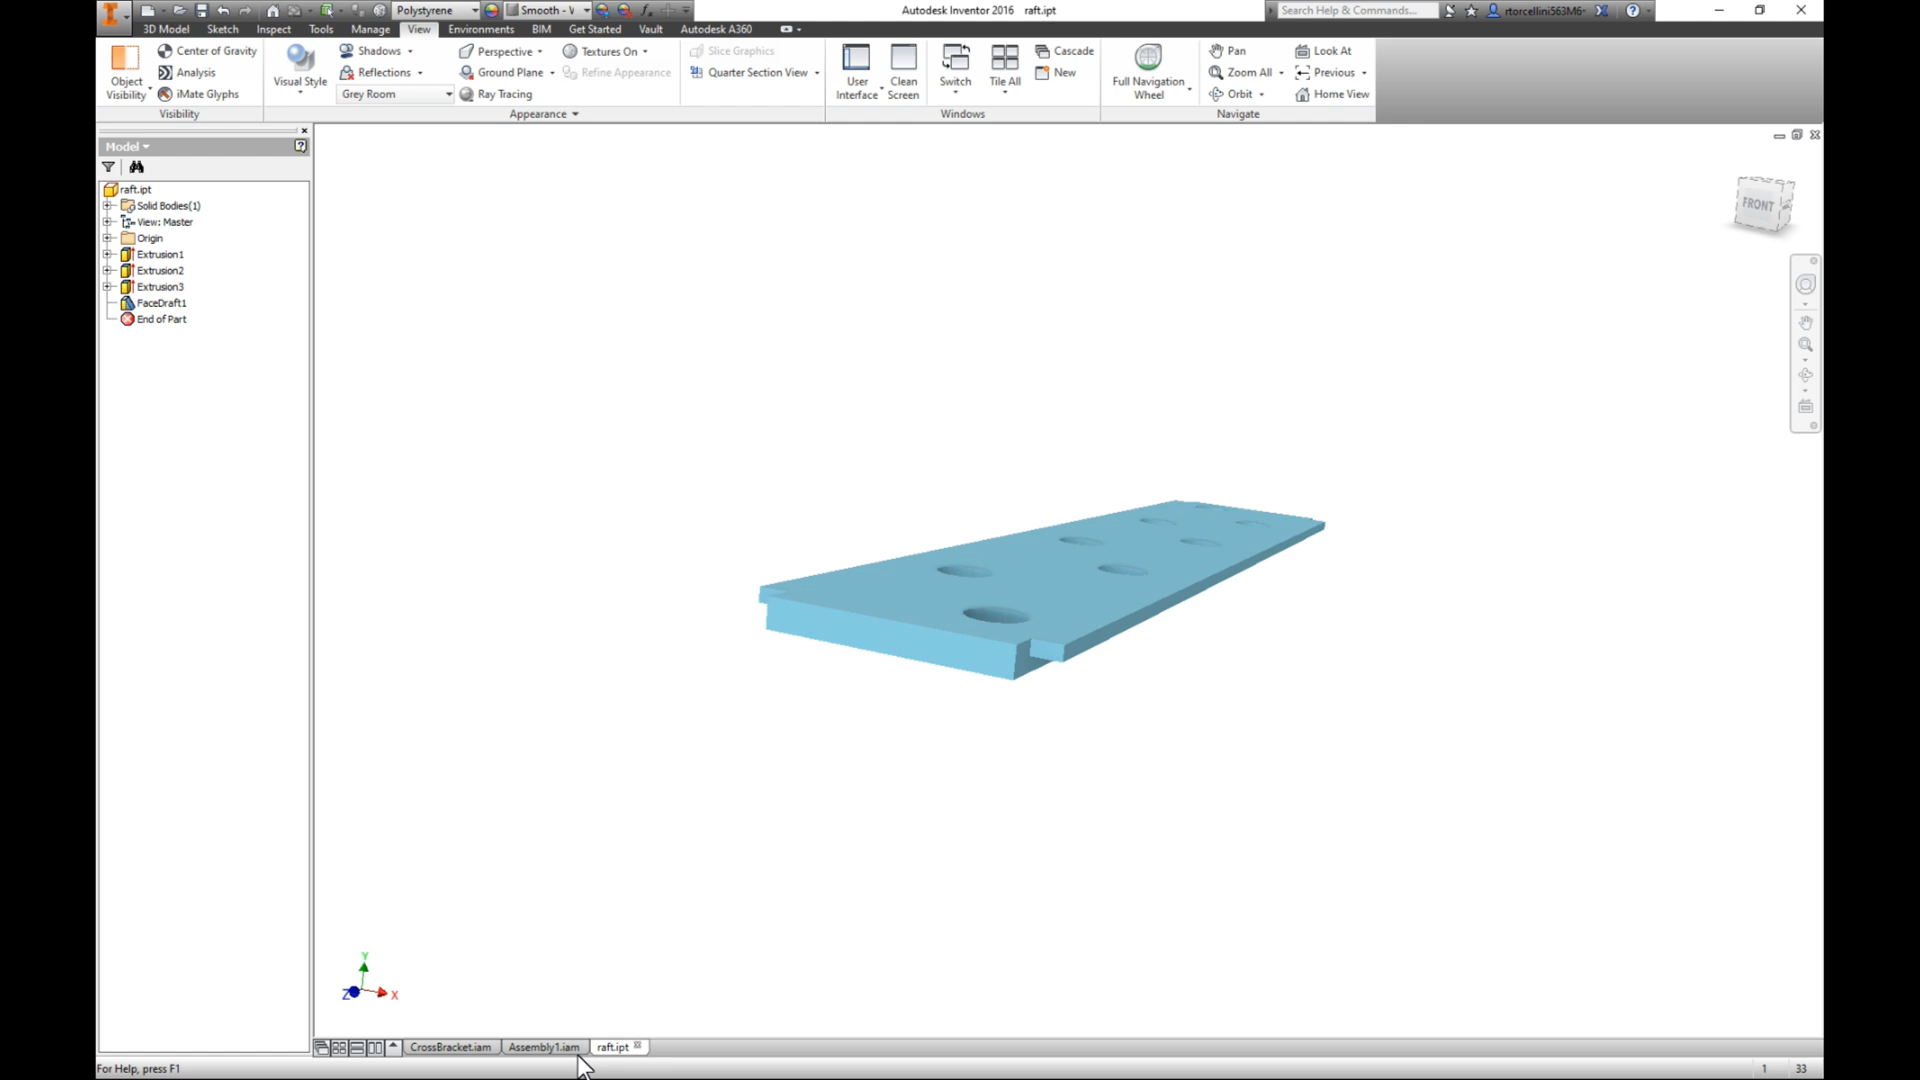 Polystyrene
Smooth - V
Autodesk Inventor 2016 raft.ipt
Search Help & Commands...
rtorcellini563M6
3D Model Sketch Inspect Tools Manage View Environments BIM Get Started Vault Autodesk A360
Object Visibility
Center of Gravity
Analysis
iMate Glyphs
Visibility
Visual Style
Shadows
Reflections
Grey Room
Perspective
Ground Plane
Ray Tracing
Textures On
Refine Appearance
Appearance
Slice Graphics
Quarter Section View
User Interface
Clean Screen
Switch
Tile All
Cascade
New
Windows
Full Navigation Wheel
Pan
Zoom All
Orbit
Look At
Previous
Home View
Navigate
Model
raft.ipt
Solid Bodies(1)
View: Master
Origin
Extrusion1
Extrusion2
Extrusion3
FaceDraft1
End of Part
FRONT
Y
Z
X
CrossBracket.iam Assembly1.iam raft.ipt
For Help, press F1
1 33